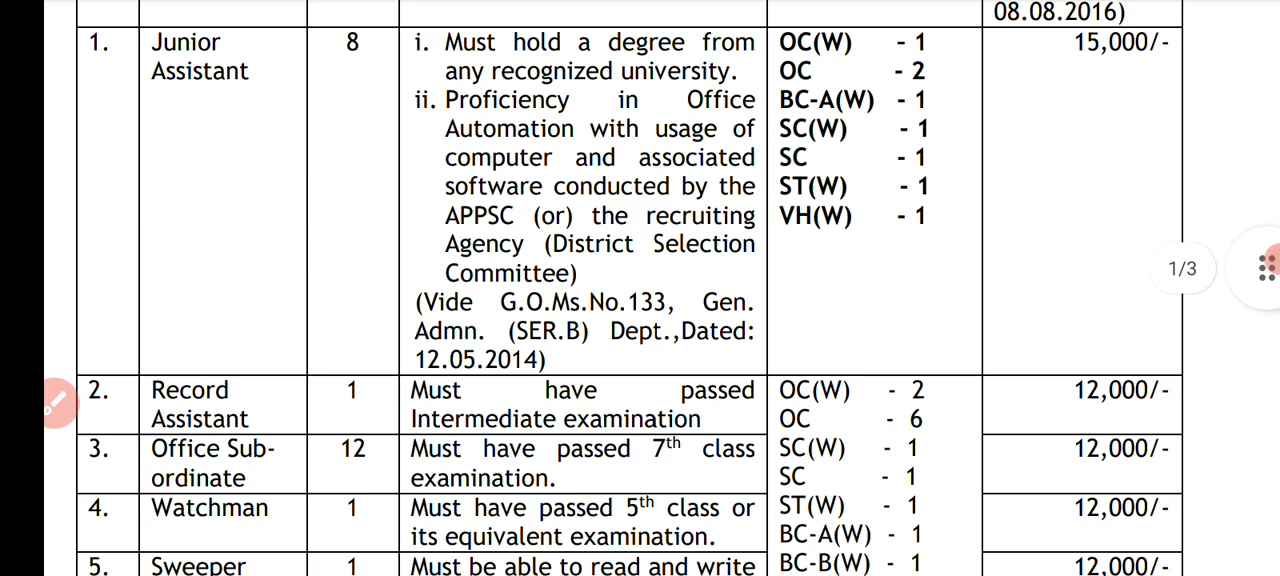 08.08.2016)
1.
Junior
Assistant
8
i. Must hold a degree from
any recognized university.
ii. Proficiency in Office
Automation with usage of
computer and associated
software conducted by the
APPSC (or) the recruiting
Agency (District Selection
Committee)
(Vide G.O.Ms.No.133, Gen.
Admn. (SER.B) Dept.,Dated:
12.05.2014)
OC(W) - 1
OC - 2
BC-A(W) - 1
SC(W) - 1
SC - 1
ST(W) - 1
VH(W) - 1
15,000/-
1/3
2.
Record
Assistant
1
Must have passed
Intermediate examination
12,000/-
3.
Office Sub-
ordinate
12
Must have passed 7th class
examination.
12,000/-
4.
Watchman
1
Must have passed 5th class or
its equivalent examination.
12,000/-
5.
Sweeper
1
Must be able to read and write
12,000/-
OC(W) - 2
OC - 6
SC(W) - 1
SC - 1
ST(W) - 1
BC-A(W) - 1
BC-B(W) - 1